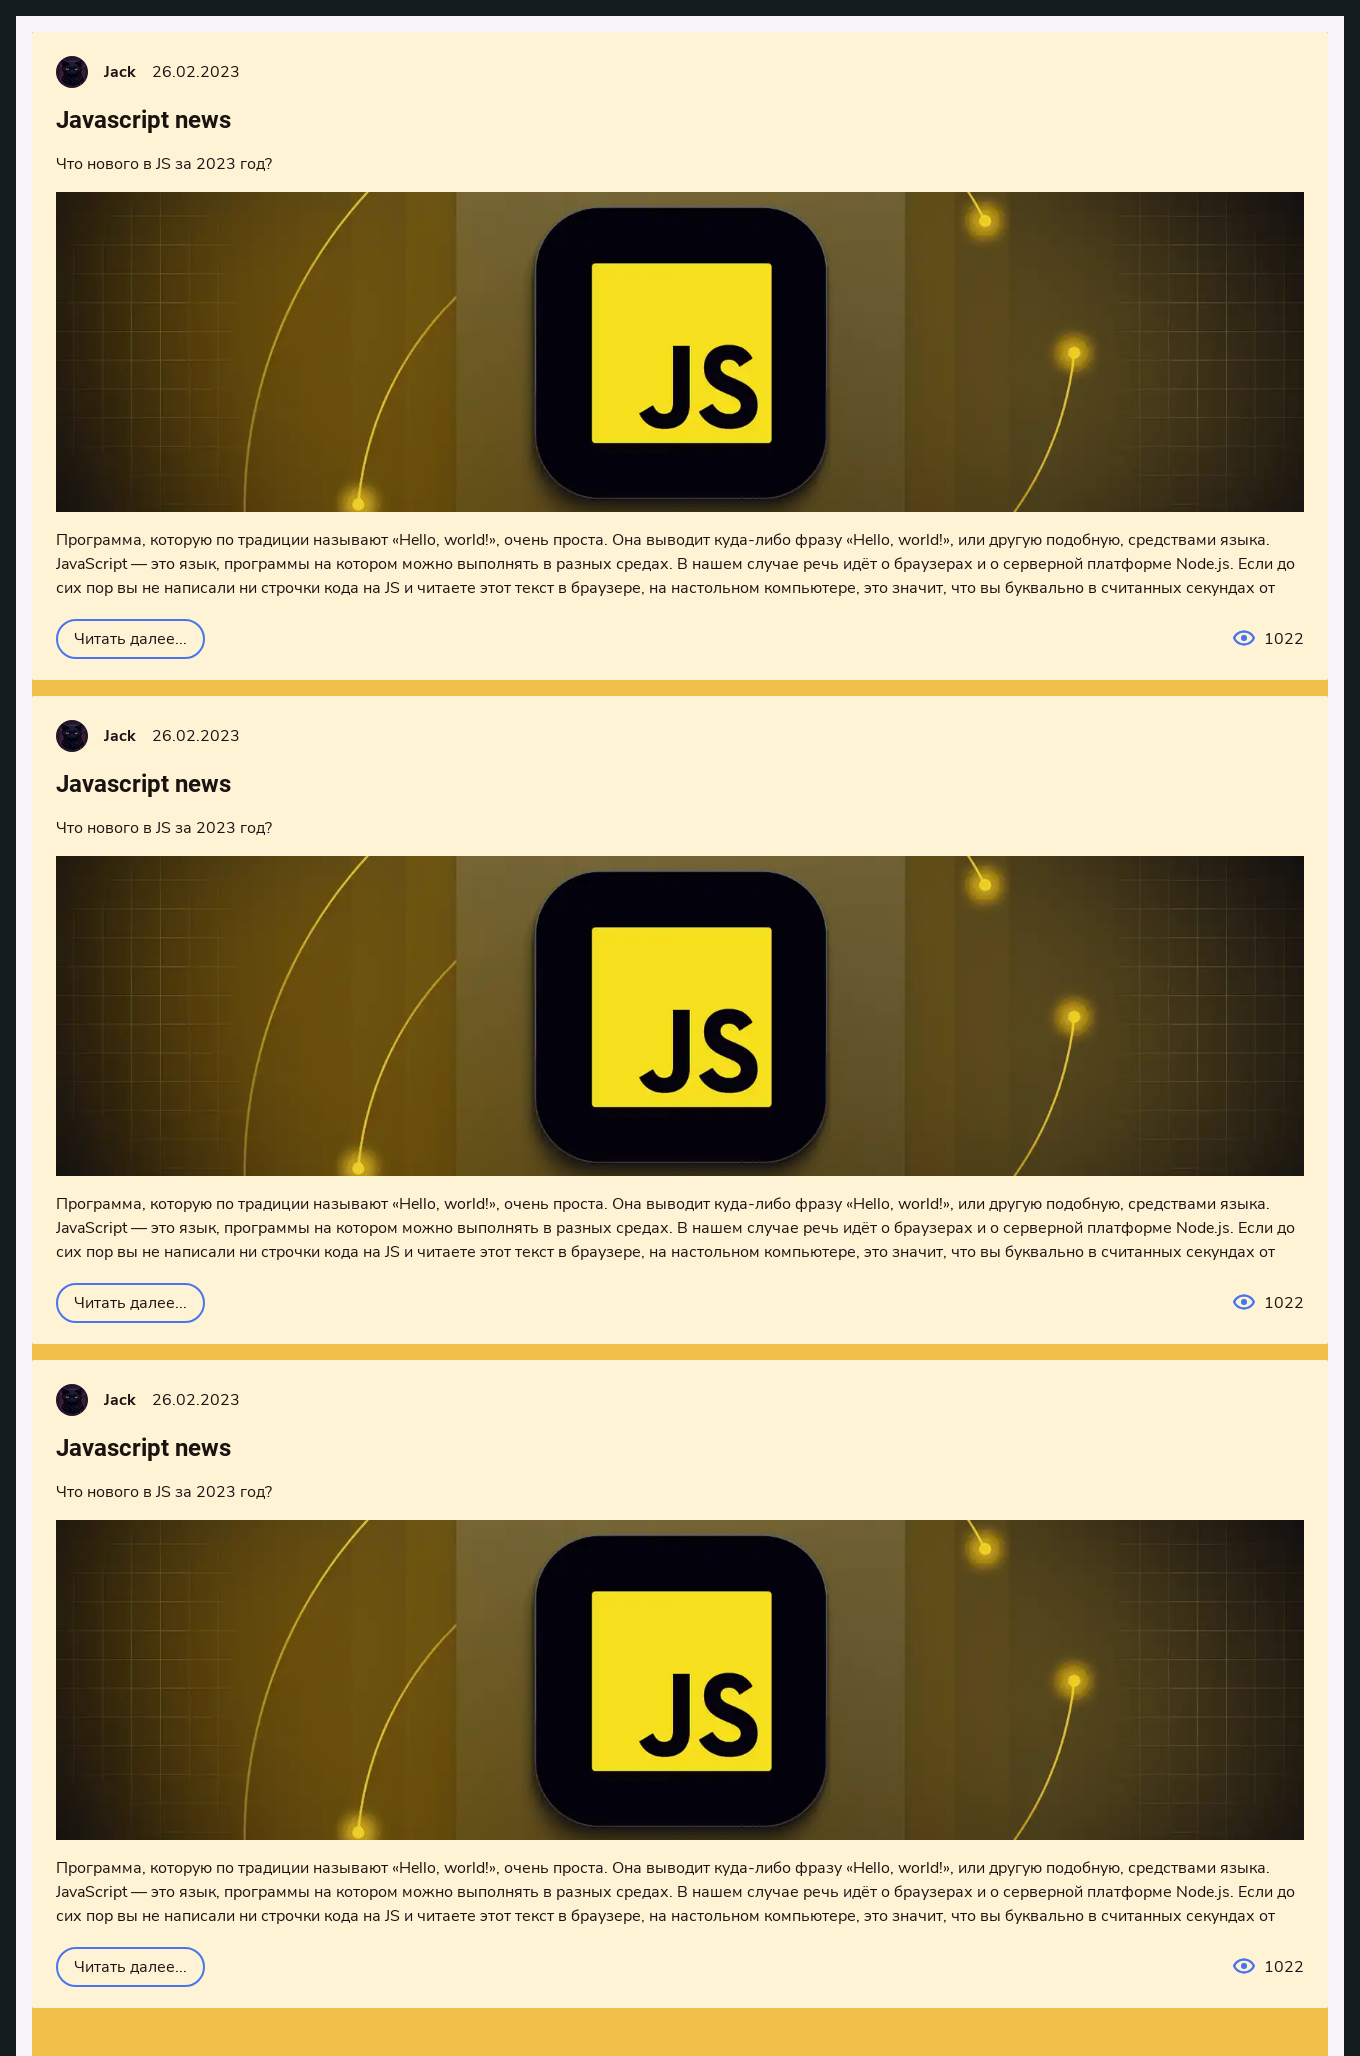 Jack 26.02.2023
Javascript news
Что нового в JS за 2023 год?
JS
Программа, которую по традиции называют «Hello, world!», очень проста. Она выводит куда-либо фразу «Hello, world!», или другую подобную, средствами языка.
JavaScript — это язык, программы на котором можно выполнять в разных средах. В нашем случае речь идёт о браузерах и о серверной платформе Node.js. Если до
сих пор вы не написали ни строчки кода на JS и читаете этот текст в браузере, на настольном компьютере, это значит, что вы буквально в считанных секундах от
Читать далее... 1022
Jack 26.02.2023
Javascript news
Что нового в JS за 2023 год?
JS
Программа, которую по традиции называют «Hello, world!», очень проста. Она выводит куда-либо фразу «Hello, world!», или другую подобную, средствами языка.
JavaScript — это язык, программы на котором можно выполнять в разных средах. В нашем случае речь идёт о браузерах и о серверной платформе Node.js. Если до
сих пор вы не написали ни строчки кода на JS и читаете этот текст в браузере, на настольном компьютере, это значит, что вы буквально в считанных секундах от
Читать далее... 1022
Jack 26.02.2023
Javascript news
Что нового в JS за 2023 год?
JS
Программа, которую по традиции называют «Hello, world!», очень проста. Она выводит куда-либо фразу «Hello, world!», или другую подобную, средствами языка.
JavaScript — это язык, программы на котором можно выполнять в разных средах. В нашем случае речь идёт о браузерах и о серверной платформе Node.js. Если до
сих пор вы не написали ни строчки кода на JS и читаете этот текст в браузере, на настольном компьютере, это значит, что вы буквально в считанных секундах от
Читать далее... 1022